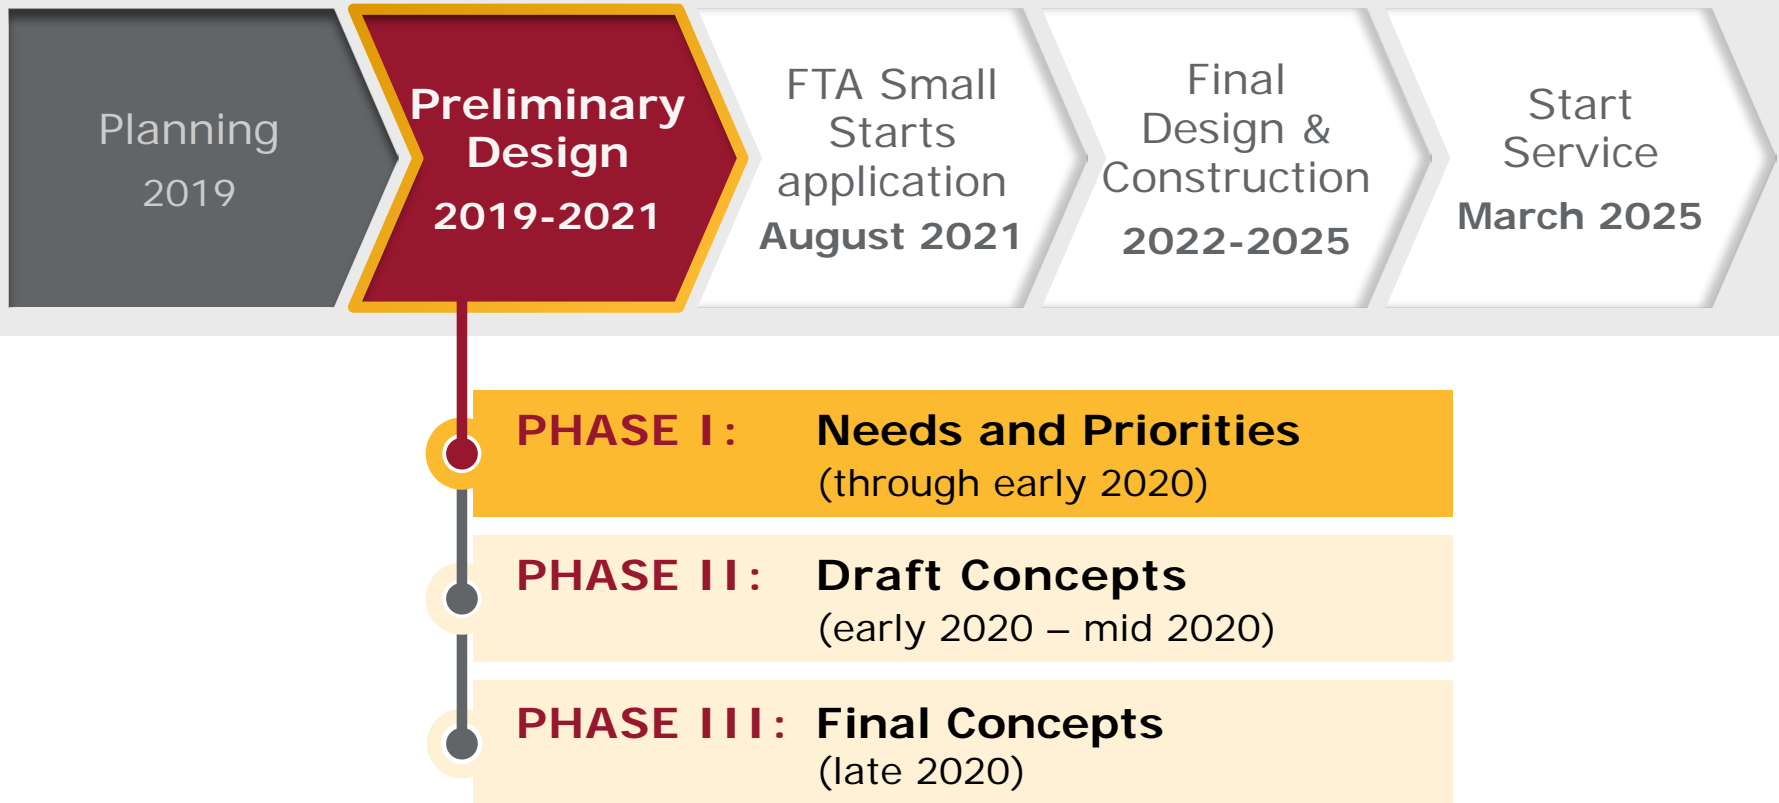 Planning
2019
Preliminary
Design
2019-2021
FTA Small
Starts
application
August 2021
Final
Design &
Construction
2022-2025
Start
Service
March 2025
PHASE I: Needs and Priorities
(through early 2020)
PHASE II: Draft Concepts
(early 2020 – mid 2020)
PHASE III: Final Concepts
(late 2020)